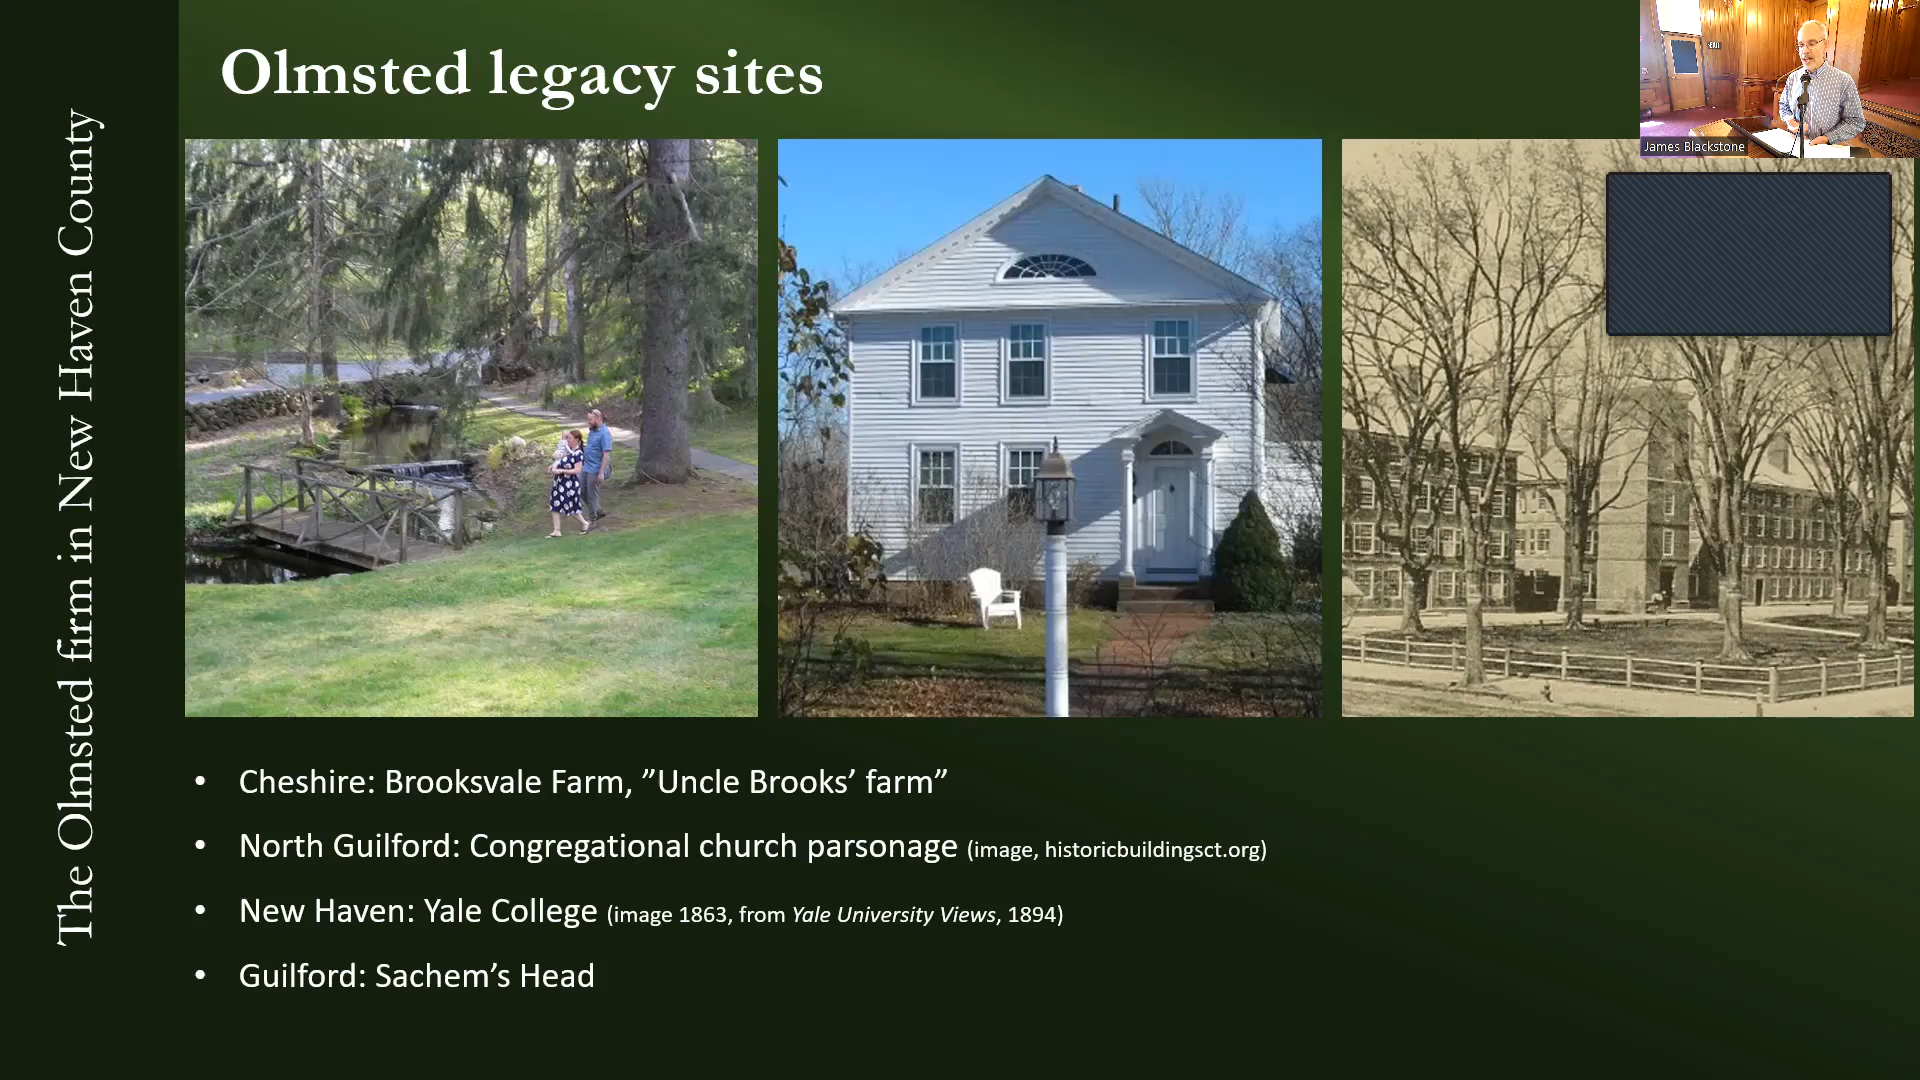 The Olmsted firm in New Haven County
Olmsted legacy sites
James Blackstone
• Cheshire: Brooksvale Farm, ”Uncle Brooks’ farm”
• North Guilford: Congregational church parsonage (image, historicbuildingsct.org)
• New Haven: Yale College (image 1863, from Yale University Views, 1894)
• Guilford: Sachem’s Head